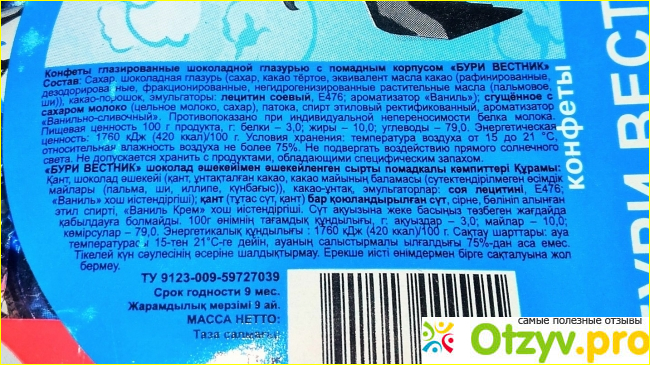 Конфеты глазированные шоколадной глазурью с помадным корпусом «БУРИ ВЕСТНИК»
Состав: Сахар, шоколадная глазурь (сахар, какао тёртое, эквивалент масла какао (рафинированные,
дезодорированные, фракционированные, негидрогенизированные растительные масла (пальмовое,
ши)), какао-порошок, эмульгаторы: лецитин соевый, Е476; ароматизатор «Ваниль»); сгущённое с
сахаром молоко (цельное молоко, сахар), патока, спирт этиловый ректификованный, ароматизатор
«Ванильно-сливочный». Противопоказано при индивидуальной непереносимости белка молока.
Пищевая ценность 100 г продукта, г: белки – 3,0; жиры – 10,0; углеводы – 79,0. Энергетическая
ценность: 1760 кДж (420 ккал)/100 г. Условия хранения: температура воздуха от 15 до 21 °С,
относительная влажность воздуха не более 75%. Не подвергать воздействию прямого солнечного
света. Не допускается хранить с продуктами, обладающими специфическим запахом.
«БУРИ ВЕСТНИК» шоколад әшекейімен әшекейленген сыртқы помадкалы кәмпиттері Құрамы:
Қант, шоколад әшекейі (қант, ұнтақталған какао, какао майының баламасы (сутектендірілмеген өсімдік
майлары (пальма, ши, иллипе, күнбағыс)), какао-ұнтақ, эмульгаторлар: соя лецитині, Е476;
«Ваниль» хош иістендіргіші); қант (тұтас сүт, қант) бар қоюландырылған сүт, сірне, бөлініп алынған
этил спирті, «Ваниль Крем» хош иістендіргіші. Сүт ақуызына жеке басыңыз төзбеген жағдайда
қабылдауға болмайды. 100г өнімнің тағамдық құндылығы, г: ақуыздар – 3,0; майлар – 10,0;
көмірсулар – 79,0. Энергетикалық құндылығы : 1760 кДж (420 ккал)/100 г. Сақтау шарттары: ауа
температурасы 15-тен 21°С-ге дейін, ауаның салыстырмалы ылғалдығы 75%-дан аса емес.
Тікелей күн сәулесінің әсеріне шалдықтырмау. Ерекше иісті өнімдермен бірге сақталуына жол
бермеу.
ТУ 9123-009-59727039
Срок годности 9 мес.
Жарамдылық мерзімі 9 ай.
МАССА НЕТТО:
Таза салмағы:
конфеты
БУРИ ВЕСТ
самые полезные отзывы
Otzyv.pro